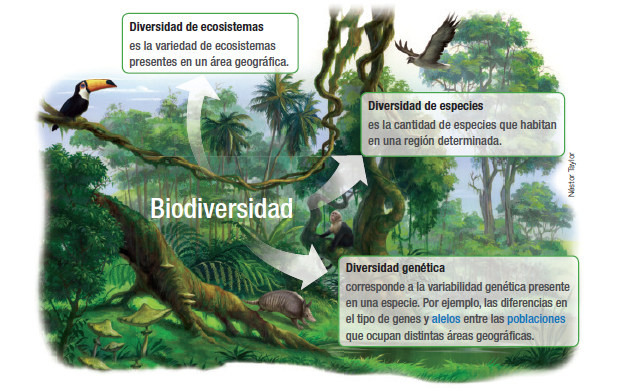 Diversidad de ecosistemas
es la variedad de ecosistemas
presentes en un área geográfica.
Diversidad de especies
es la cantidad de especies que habitan
en una región determinada.
Néstor Taylor
Biodiversidad
Diversidad genética
corresponde a la variabilidad genética presente
en una especie. Por ejemplo, las diferencias en
el tipo de genes y alelos entre las poblaciones
que ocupan distintas áreas geográficas.